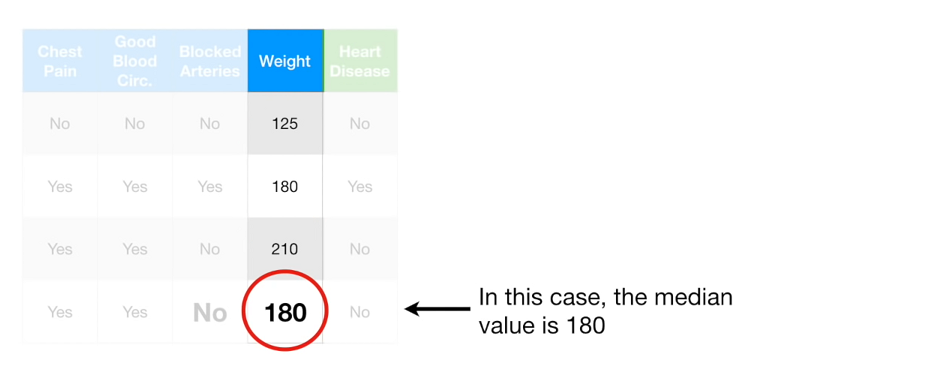 Chest Pain Good Blood Circ. Blocked Arteries Weight Heart Disease
No No No 125 No
Yes Yes Yes 180 Yes
Yes Yes No 210 No
Yes Yes No 180 No
In this case, the median
value is 180